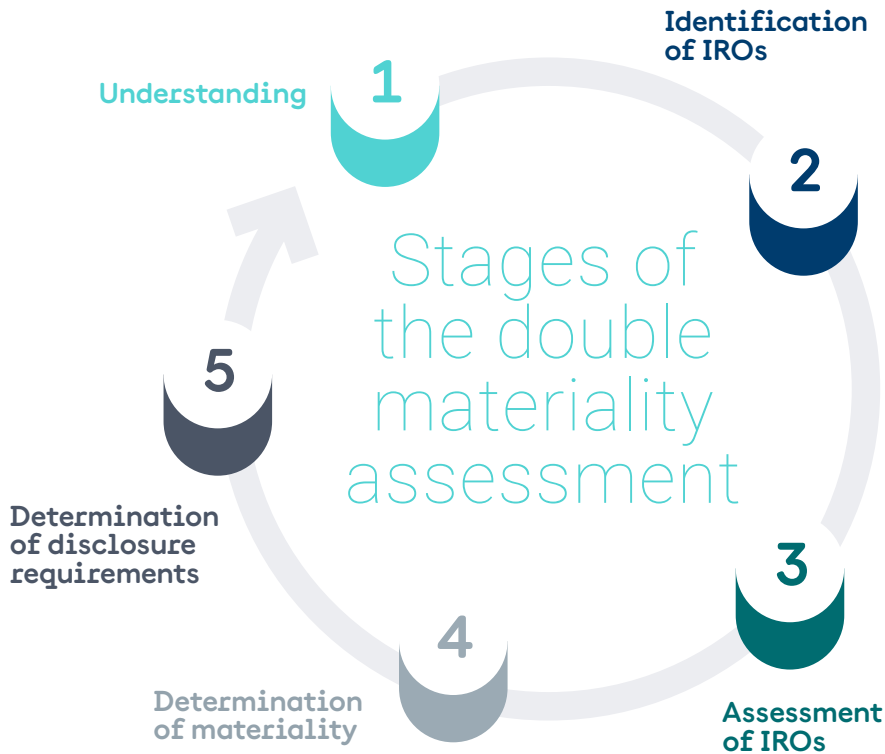 Stages of
the double
materiality
assessment
1
Understanding
2
Identification
of IROs
3
Assessment
of IROs
4
Determination
of materiality
5
Determination
of disclosure
requirements